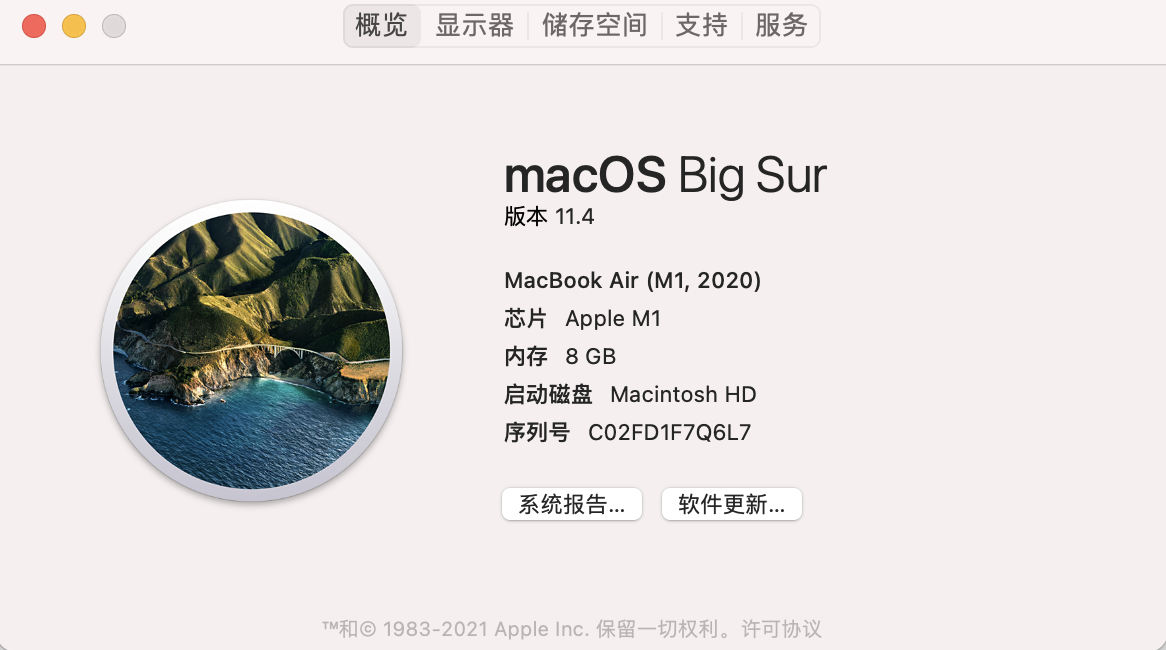 概览 显示器 储存空间 支持 服务
macOS Big Sur
版本 11.4
MacBook Air (M1, 2020)
芯片 Apple M1
内存 8 GB
启动磁盘 Macintosh HD
序列号 C02FD1F7Q6L7
系统报告... 软件更新...
™和© 1983-2021 Apple Inc. 保留一切权利。许可协议